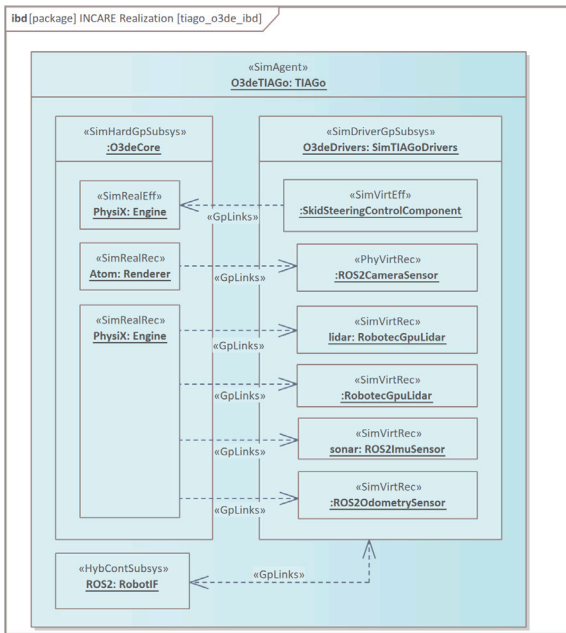 ibd [package] INCARE Realization [tiago_o3de_ibd]
«SimAgent»
O3deTIAGo: TIAGo
«SimHardGpSubsys»
:O3deCore
«SimDriverGpSubsys»
O3deDrivers: SimTIAGoDrivers
«SimRealEff»
PhysiX: Engine
«GpLinks»
«SimVirtEff»
:SkidSteeringControlComponent
«SimRealRec»
Atom: Renderer
«GpLinks»
«PhyVirtRec»
:ROS2CameraSensor
«SimRealRec»
PhysiX: Engine
«GpLinks»
«SimVirtRec»
lidar: RobotecGpuLidar
«GpLinks»
«SimVirtRec»
:RobotecGpuLidar
«GpLinks»
«SimVirtRec»
sonar: ROS2ImuSensor
«GpLinks»
«SimVirtRec»
:ROS2OdometrySensor
«HybContSubsys»
ROS2: RobotIF
«GpLinks»